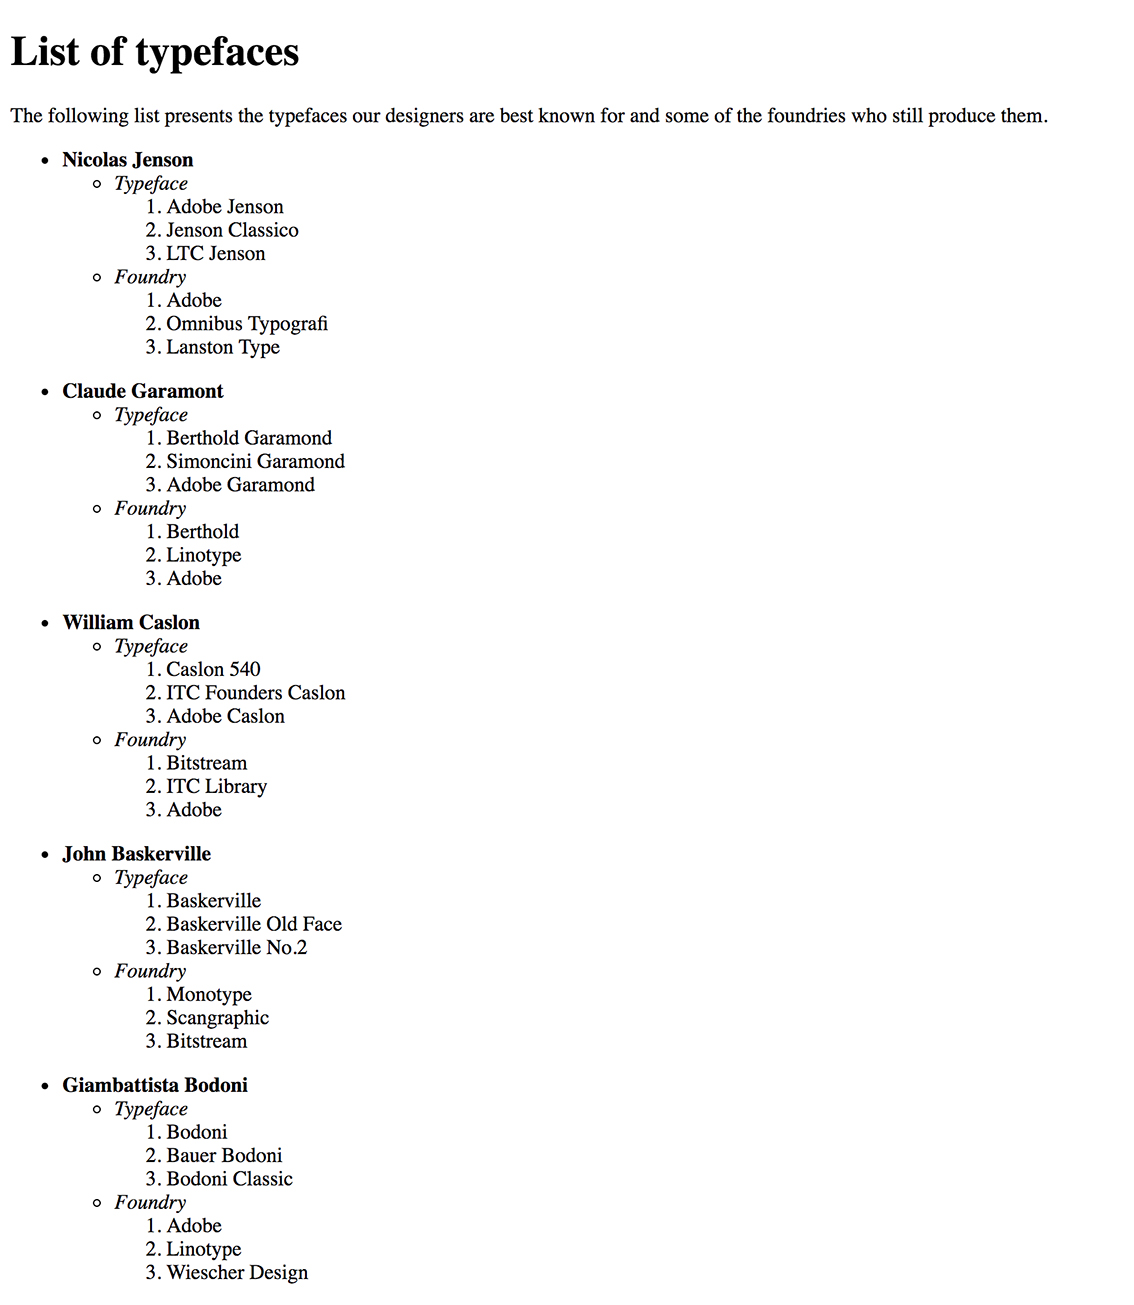 List of typefaces
The following list presents the typefaces our designers are best known for and some of the foundries who still produce them.
• Nicolas Jenson
◦ Typeface
1. Adobe Jenson
2. Jenson Classico
3. LTC Jenson
◦ Foundry
1. Adobe
2. Omnibus Typografi
3. Lanston Type
• Claude Garamont
◦ Typeface
1. Berthold Garamond
2. Simoncini Garamond
3. Adobe Garamond
◦ Foundry
1. Berthold
2. Linotype
3. Adobe
• William Caslon
◦ Typeface
1. Caslon 540
2. ITC Founders Caslon
3. Adobe Caslon
◦ Foundry
1. Bitstream
2. ITC Library
3. Adobe
• John Baskerville
◦ Typeface
1. Baskerville
2. Baskerville Old Face
3. Baskerville No.2
◦ Foundry
1. Monotype
2. Scangraphic
3. Bitstream
• Giambattista Bodoni
◦ Typeface
1. Bodoni
2. Bauer Bodoni
3. Bodoni Classic
◦ Foundry
1. Adobe
2. Linotype
3. Wiescher Design